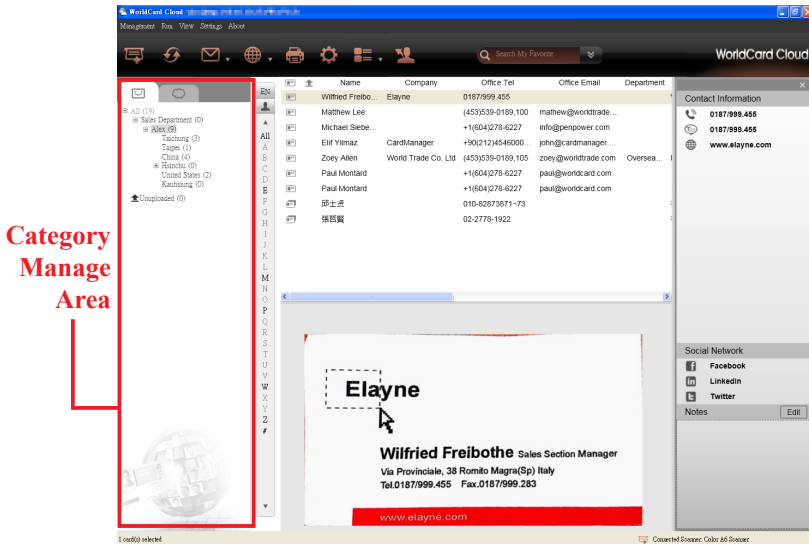 WorldCard Cloud
Management Run View Settings About
Search My Favorite
WorldCard Cloud
Category
Manage
Area
All (19)
Sales Department (0)
Alex (9)
Taichung (3)
Taipei (1)
China (4)
Hsinchu (0)
United States (2)
Kauhsiung (0)
Unuploaded (0)
EN
All
A
B
C
D
E
F
G
H
I
J
K
L
M
N
O
P
Q
R
S
T
U
V
W
X
Y
Z
#
Name Company Office Tel Office Email Department
Wilfried Freibo... Elayne 0187/999.455
Matthew Lee (453)539-0189,100 mathew@worldtrade....
Michael Siebe... +1(604)278-6227 info@penpower.com
Elif Yilmaz CardManager +90(212)4546000... john@cardmanager....
Zoey Allen World Trade Co. Ltd (453)539-0189,105 zoey@worldtrade.com Oversea...
Paul Montard +1(604)278-6227 paul@worldcard.com
Paul Montard +1(604)278-6227 paul@worldcard.com
010-82873871~73
張哲賢 02-2778-1922
Elayne
Wilfried Freibothe Sales Section Manager
Via Provinciale, 38 Romito Magra(Sp) Italy
Tel.0187/999.455 Fax.0187/999.283
www.elayne.com
Contact Information
0187/999.455
0187/999.455
www.elayne.com
Social Network
Facebook
LinkedIn
Twitter
Notes Edit
1 card(s) selected
Connected Scanner: Color A6 Scanner